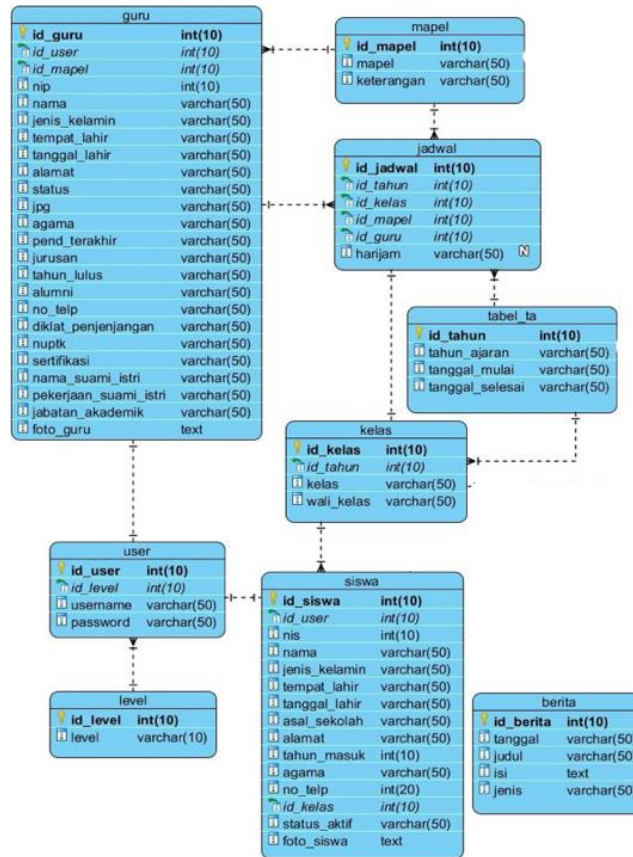 guru
id_guru int(10)
id_user int(10)
id_mapel int(10)
nip int(10)
nama varchar(50)
jenis_kelamin varchar(50)
tempat_lahir varchar(50)
tanggal_lahir varchar(50)
alamat varchar(50)
status varchar(50)
jpg varchar(50)
agama varchar(50)
pend_terakhir varchar(50)
jurusan varchar(50)
tahun_lulus varchar(50)
alumni varchar(50)
no_telp varchar(50)
diklat_penjenjangan varchar(50)
nuptk varchar(50)
sertifikasi varchar(50)
nama_suami_istri varchar(50)
pekerjaan_suami_istri varchar(50)
jabatan_akademik varchar(50)
foto_guru text
mapel
id_mapel int(10)
mapel varchar(50)
keterangan varchar(50)
jadwal
id_jadwal int(10)
id_tahun int(10)
id_kelas int(10)
id_mapel int(10)
id_guru int(10)
harijam varchar(50) N
tabel_ta
id_tahun int(10)
tahun_ajaran varchar(50)
tanggal_mulai varchar(50)
tanggal_selesai varchar(50)
kelas
id_kelas int(10)
id_tahun int(10)
kelas varchar(50)
wali_kelas varchar(50)
user
id_user int(10)
id_level int(10)
username varchar(50)
password varchar(50)
level
id_level int(10)
level varchar(10)
siswa
id_siswa int(10)
id_user int(10)
nis int(10)
nama varchar(50)
jenis_kelamin varchar(50)
tempat_lahir varchar(50)
tanggal_lahir varchar(50)
asal_sekolah varchar(50)
alamat varchar(50)
tahun_masuk int(10)
agama varchar(50)
no_telp int(20)
id_kelas int(10)
status_aktif varchar(50)
foto_siswa text
berita
id_berita int(10)
tanggal varchar(50)
judul varchar(50)
isi text
jenis varchar(50)